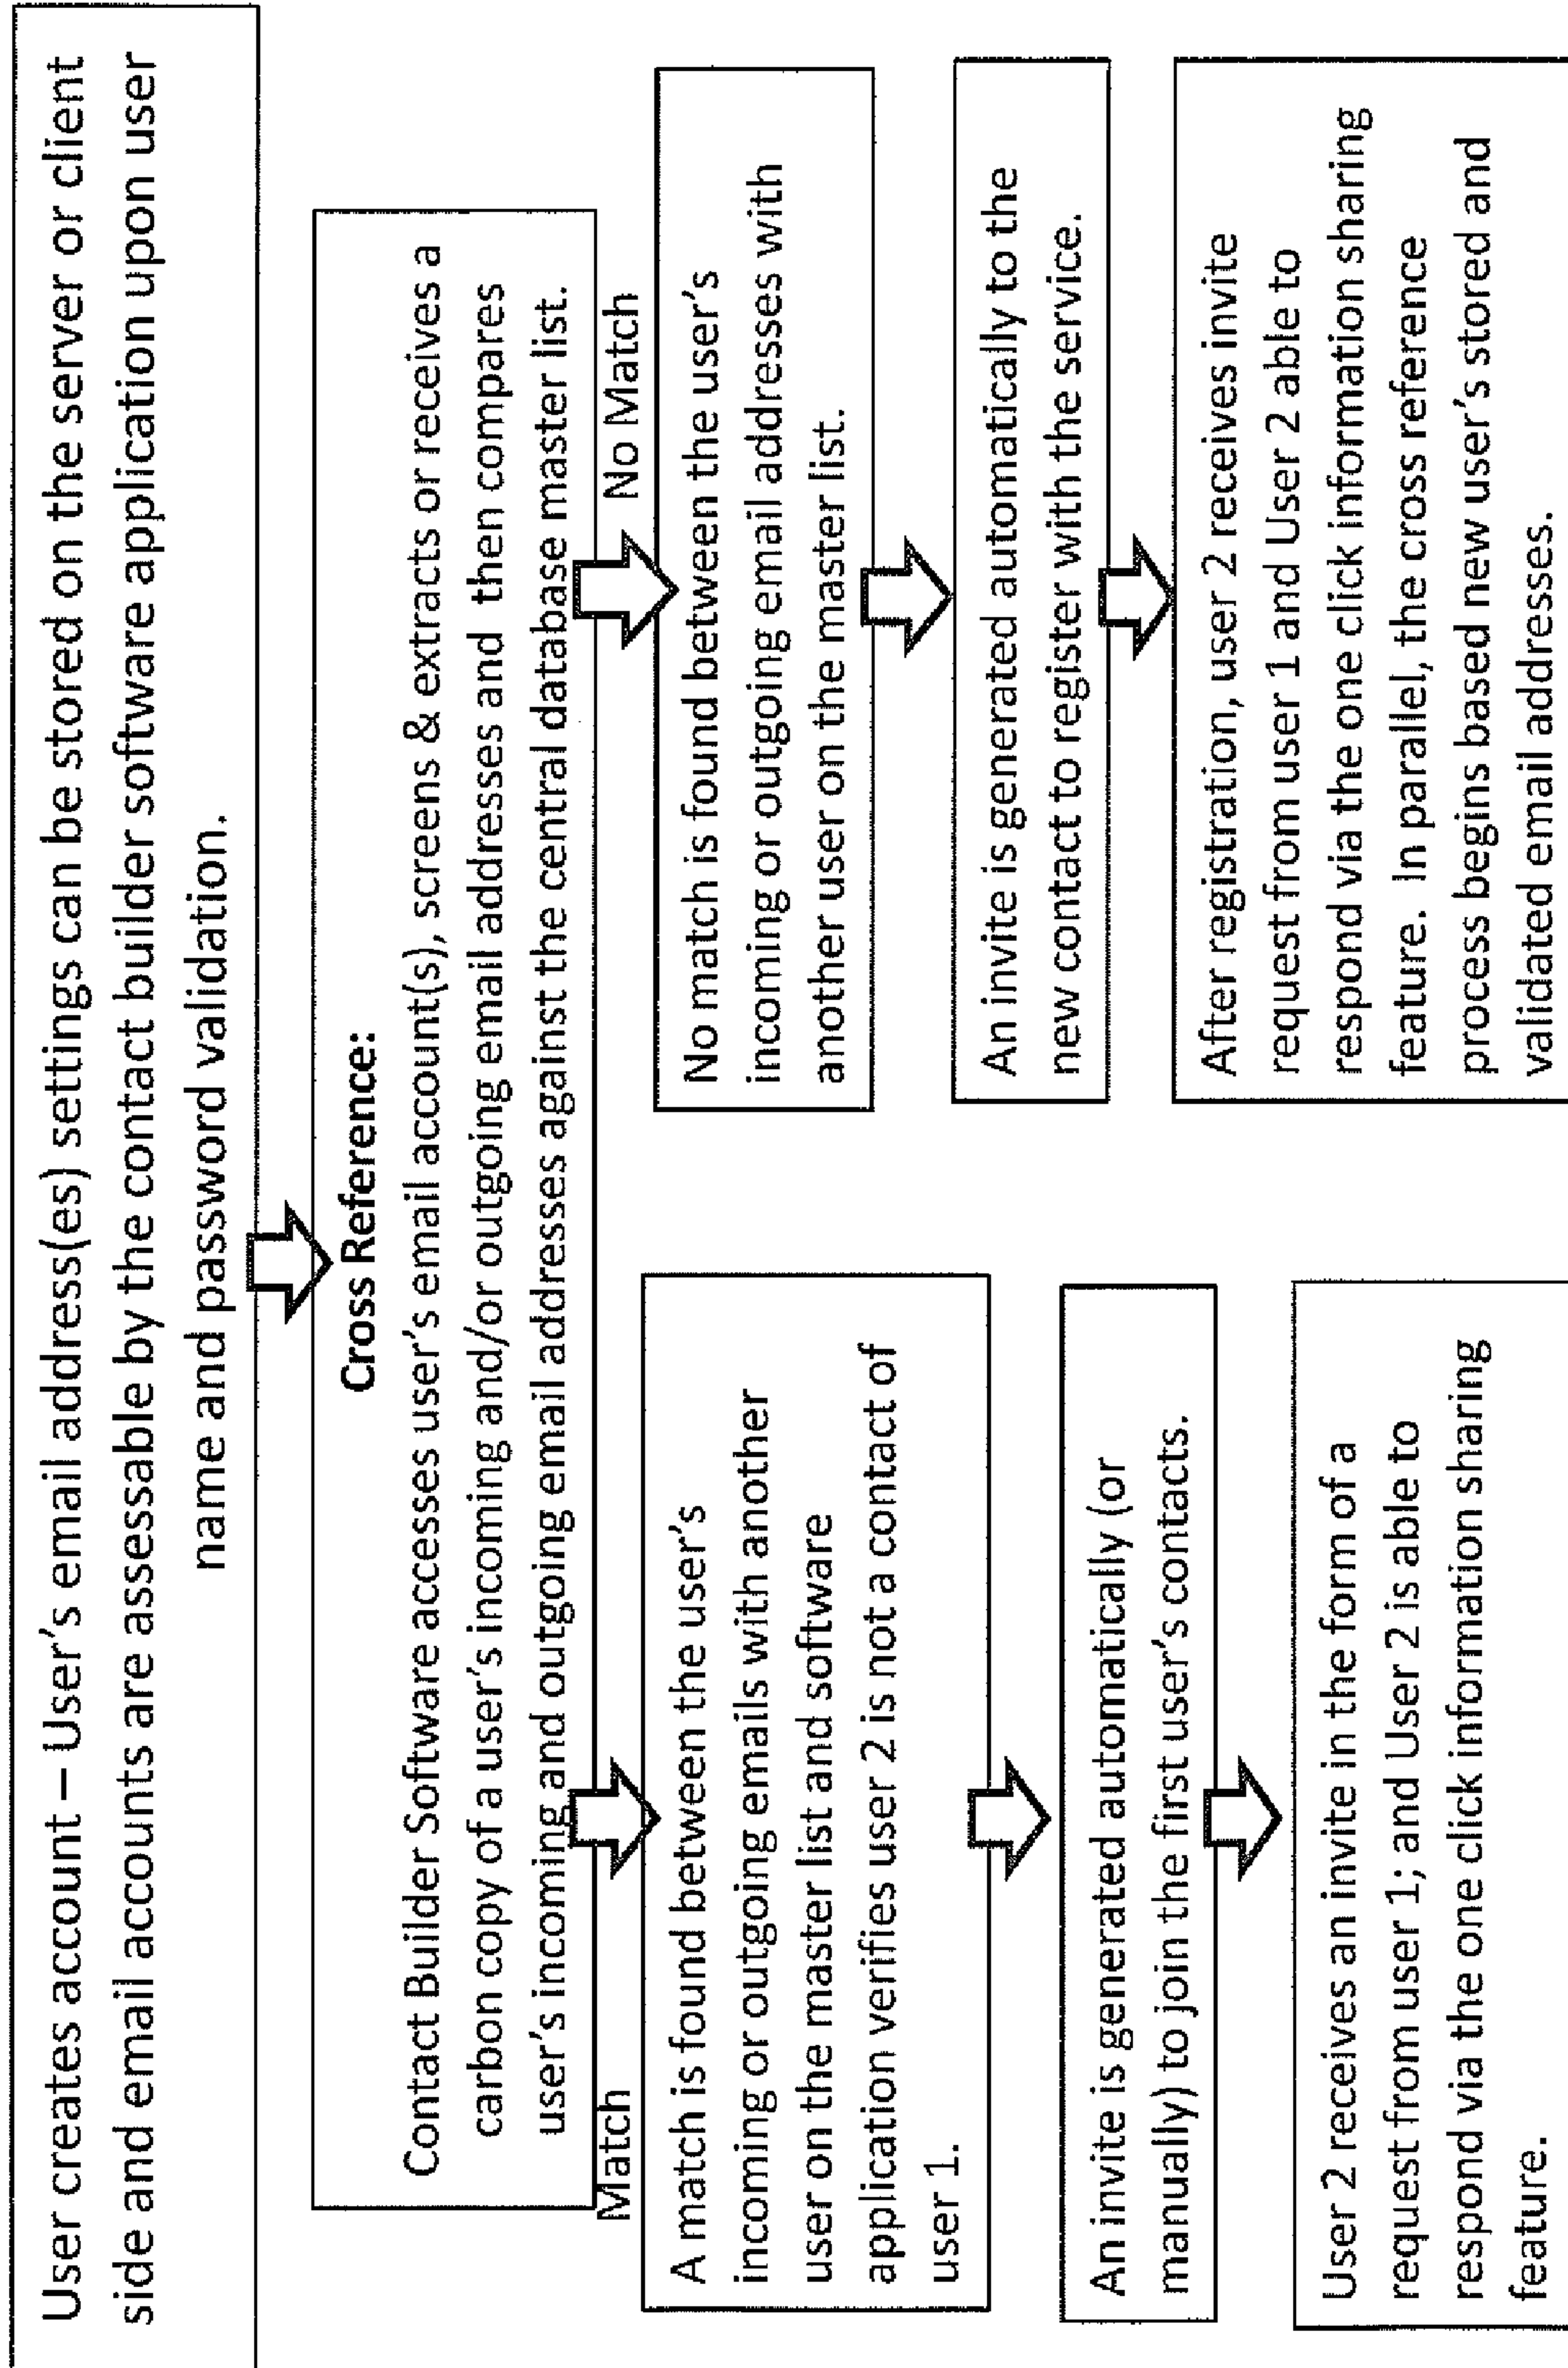 User creates account – User's email address(es) settings can be stored on the server or client
side and email accounts are assessable by the contact builder software application upon user
name and password validation.
Cross Reference:
Contact Builder Software accesses user's email account(s), screens & extracts or receives a
carbon copy of a user's incoming and/or outgoing email addresses and then compares
user's incoming and outgoing email addresses against the central database master list.
Match
A match is found between the user's
incoming or outgoing emails with another
user on the master list and software
application verifies user 2 is not a contact of
user 1.
An invite is generated automatically (or
manually) to join the first user's contacts.
User 2 receives an invite in the form of a
request from user 1; and User 2 is able to
respond via the one click information sharing
feature.
No Match
No match is found between the user's
incoming or outgoing email addresses with
another user on the master list.
An invite is generated automatically to the
new contact to register with the service.
After registration, user 2 receives invite
request from user 1 and User 2 able to
respond via the one click information sharing
feature. In parallel, the cross reference
process begins based new user's stored and
validated email addresses.